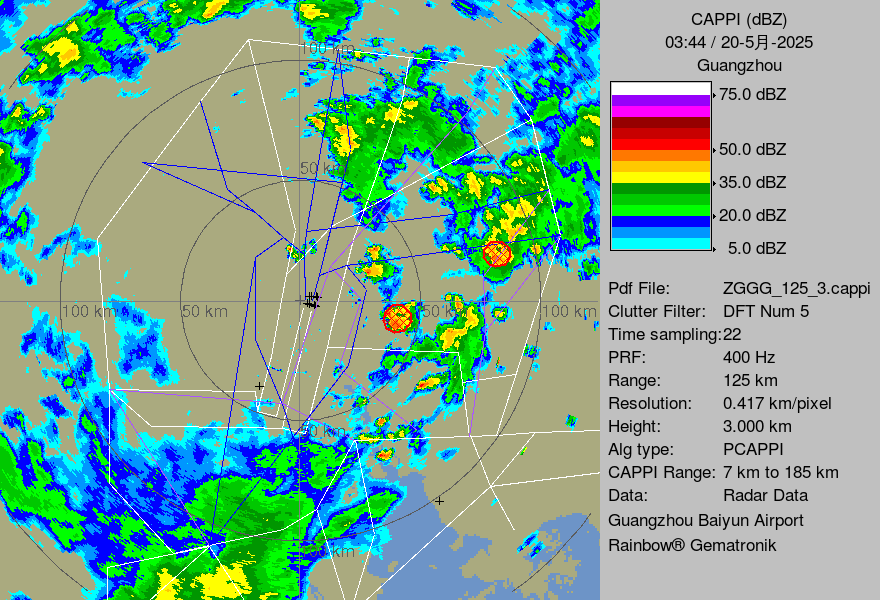 CAPPI (dBZ)
03:44 / 20-5月-2025
Guangzhou
75.0 dBZ
50.0 dBZ
35.0 dBZ
20.0 dBZ
5.0 dBZ
Pdf File: ZGGG_125_3.cappi
Clutter Filter: DFT Num 5
Time sampling:22
PRF: 400 Hz
Range: 125 km
Resolution: 0.417 km/pixel
Height: 3.000 km
Alg type: PCAPPI
CAPPI Range: 7 km to 185 km
Data: Radar Data
Guangzhou Baiyun Airport
Rainbow® Gematronik
100 km
50 km
100 km
50 km
50 km
100 km
50 km
100 km